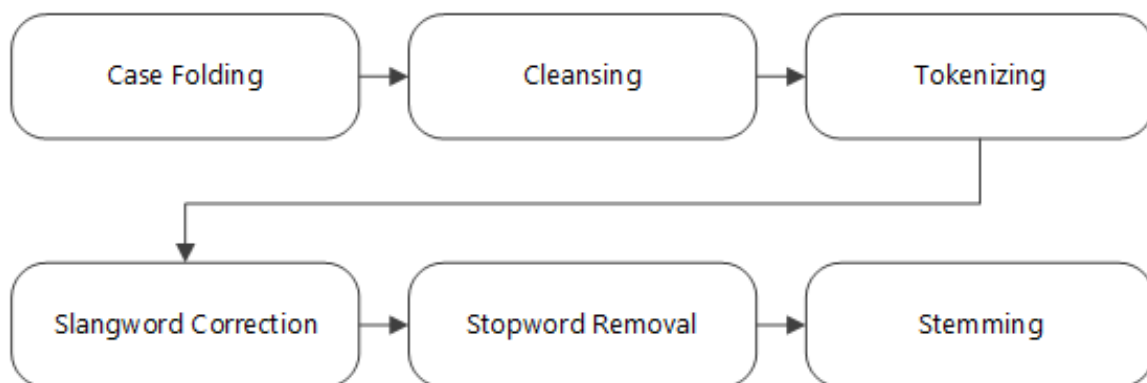 Case Folding
Cleansing
Tokenizing
Slangword Correction
Stopword Removal
Stemming